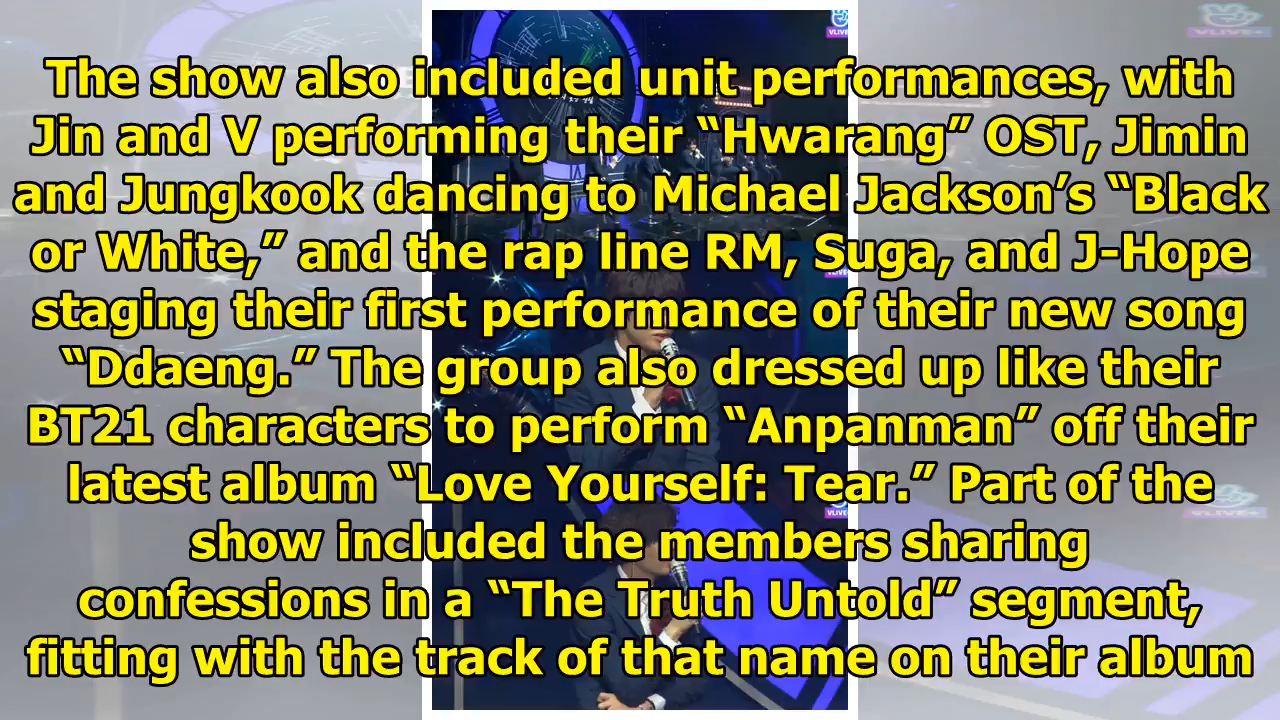 VLIVE+
VLIVE+
The show also included unit performances, with
Jin and V performing their “Hwarang” OST, Jimin
and Jungkook dancing to Michael Jackson’s “Black
or White,” and the rap line RM, Suga, and J-Hope
staging their first performance of their new song
“Ddaeng.” The group also dressed up like their
BT21 characters to perform “Anpanman” off their
latest album “Love Yourself: Tear.” Part of the
show included the members sharing
confessions in a “The Truth Untold” segment,
fitting with the track of that name on their album
VLIVE
VLIVE+